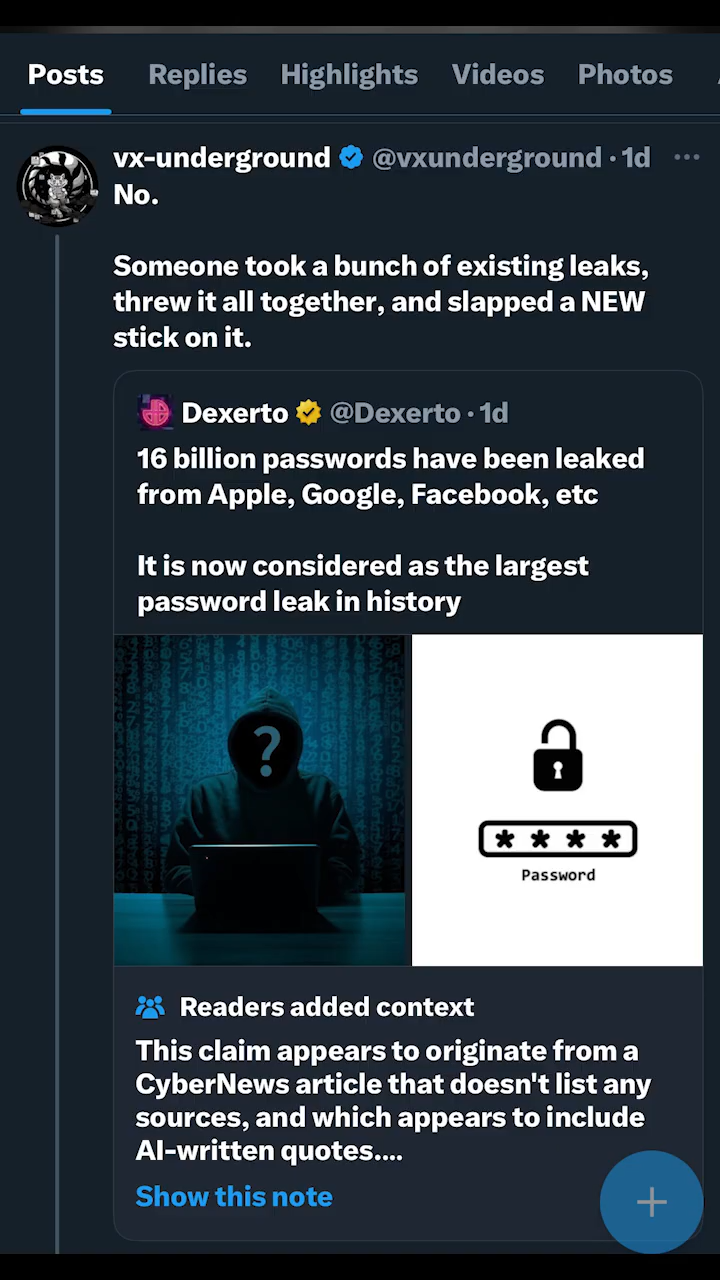 Posts Replies Highlights Videos Photos
vx-underground @vxunderground · 1d
No.
Someone took a bunch of existing leaks,
threw it all together, and slapped a NEW
stick on it.
Dexerto @Dexerto · 1d
16 billion passwords have been leaked
from Apple, Google, Facebook, etc
It is now considered as the largest
password leak in history
?
* * * *
Password
Readers added context
This claim appears to originate from a
CyberNews article that doesn't list any
sources, and which appears to include
AI-written quotes....
Show this note